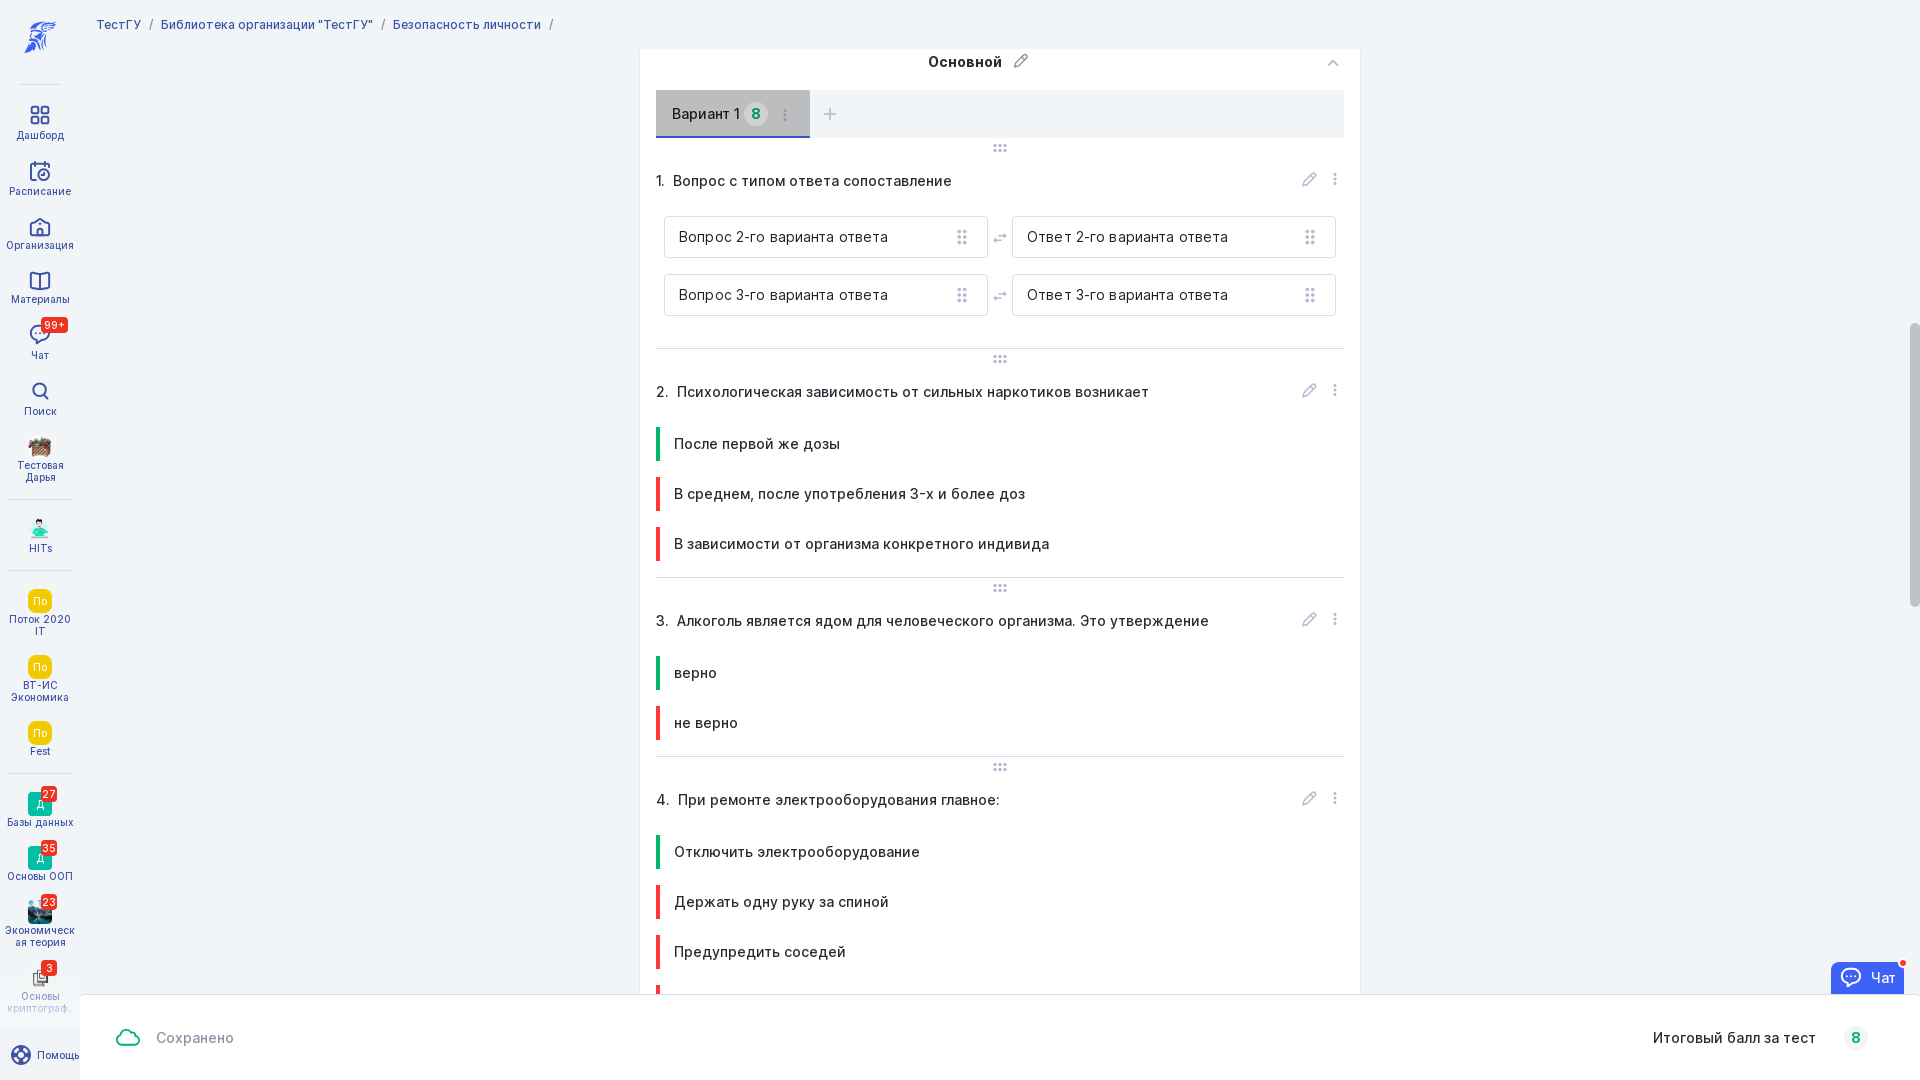 ТестГУ / Библиотека организации "ТестГУ" / Безопасность личности /
Основной
Вариант 1 8
1. Вопрос с типом ответа сопоставление
Вопрос 2-го варианта ответа
Ответ 2-го варианта ответа
Вопрос 3-го варианта ответа
Ответ 3-го варианта ответа
2. Психологическая зависимость от сильных наркотиков возникает
После первой же дозы
В среднем, после употребления 3-х и более доз
В зависимости от организма конкретного индивида
3. Алкоголь является ядом для человеческого организма. Это утверждение
верно
не верно
4. При ремонте электрооборудования главное:
Отключить электрооборудование
Держать одну руку за спиной
Предупредить соседей
Дашборд
Расписание
Организация
Материалы
99+
Чат
Поиск
Тестовая
Дарья
HITs
По
Поток 2020
IT
По
ВТ-ИС
Экономика
По
Fest
27
Д
Базы данных
35
Д
Основы ООП
23
Экономическ
ая теория
3
Основы
криптограф...
Помощь
Чат
Сохранено
Итоговый балл за тест 8